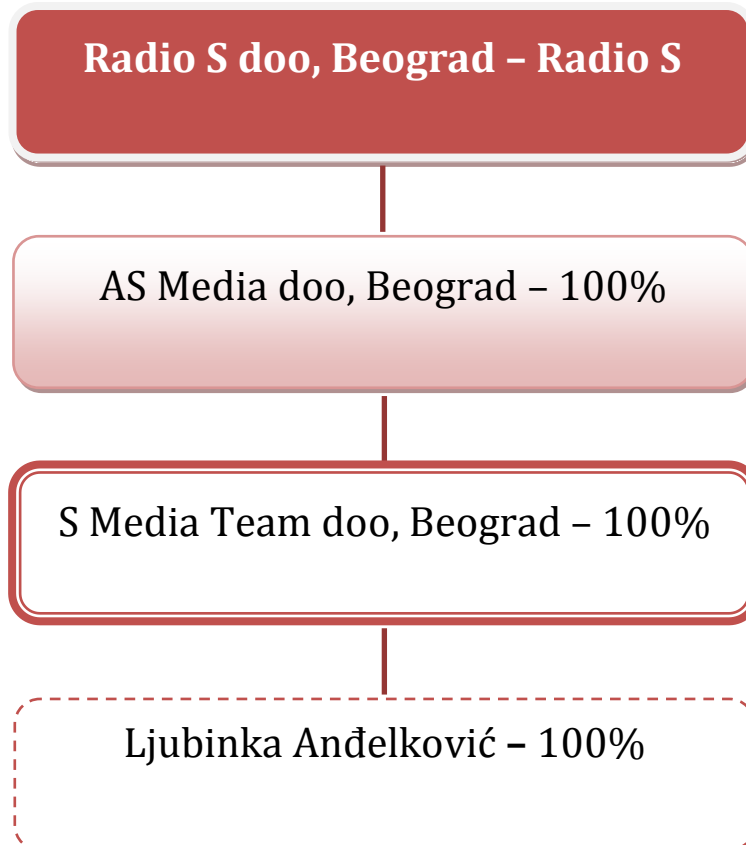 Radio S doo, Beograd – Radio S
AS Media doo, Beograd – 100%
S Media Team doo, Beograd – 100%
Ljubinka Anđelković – 100%